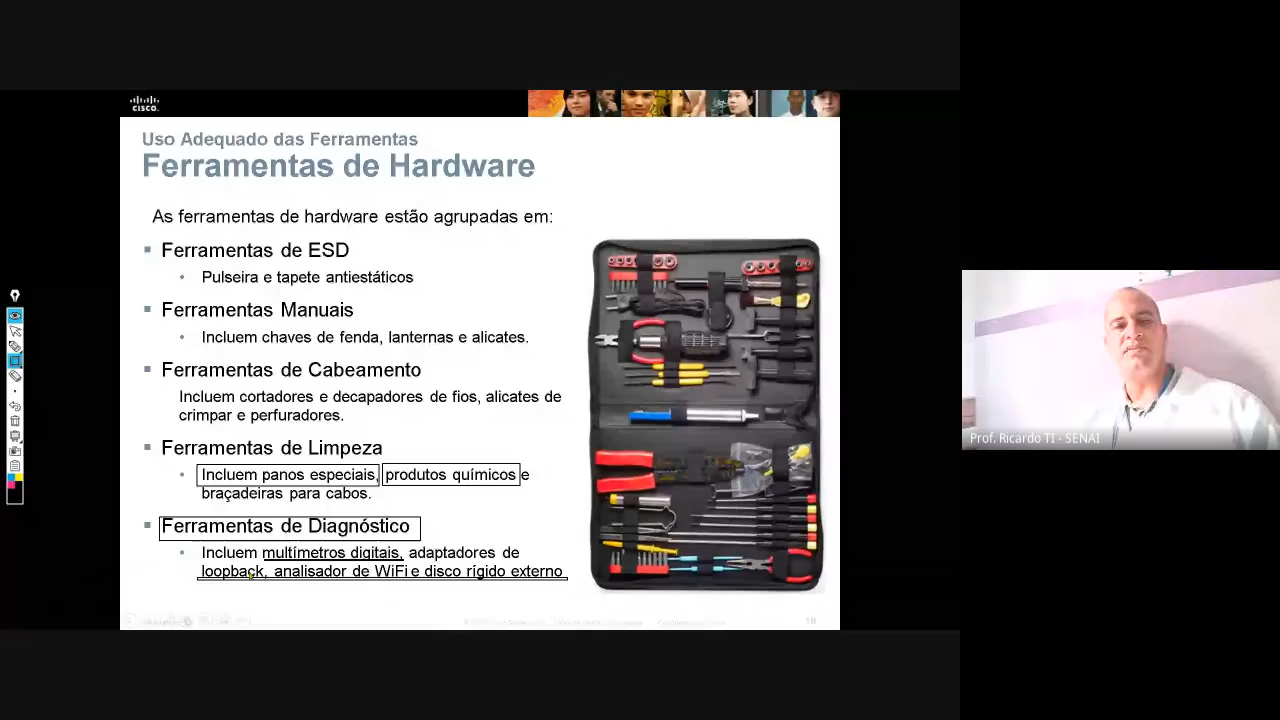 CISCO
Uso Adequado das Ferramentas
Ferramentas de Hardware
As ferramentas de hardware estão agrupadas em:
Ferramentas de ESD
Pulseira e tapete antiestáticos
Ferramentas Manuais
Incluem chaves de fenda, lanternas e alicates.
Ferramentas de Cabeamento
Incluem cortadores e decapadores de fios, alicates de
crimpar e perfuradores.
Ferramentas de Limpeza
Incluem panos especiais, produtos químicos e
braçadeiras para cabos.
Ferramentas de Diagnóstico
Incluem multímetros digitais, adaptadores de
loopback, analisador de WiFi e disco rígido externo
18
Prof. Ricardo TI - SENAI